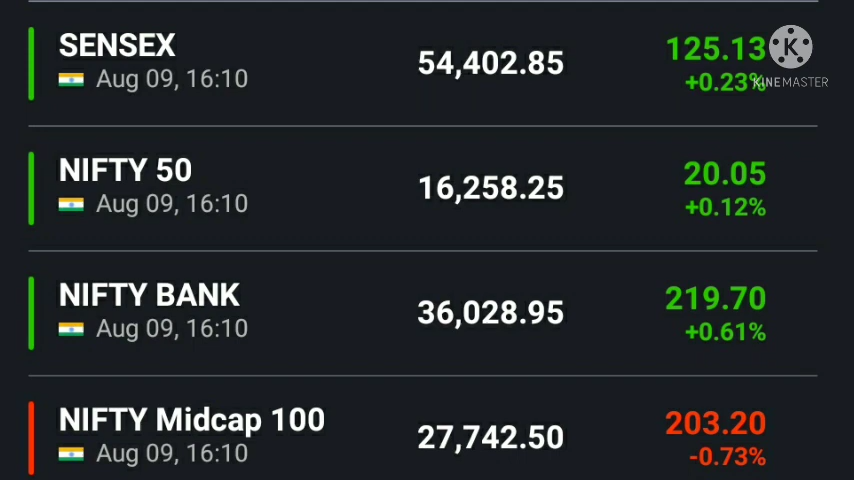 SENSEX
Aug 09, 16:10
54,402.85
125.13
+0.23%
K
KINEMASTER
NIFTY 50
Aug 09, 16:10
16,258.25
20.05
+0.12%
NIFTY BANK
Aug 09, 16:10
36,028.95
219.70
+0.61%
NIFTY Midcap 100
Aug 09, 16:10
27,742.50
203.20
-0.73%